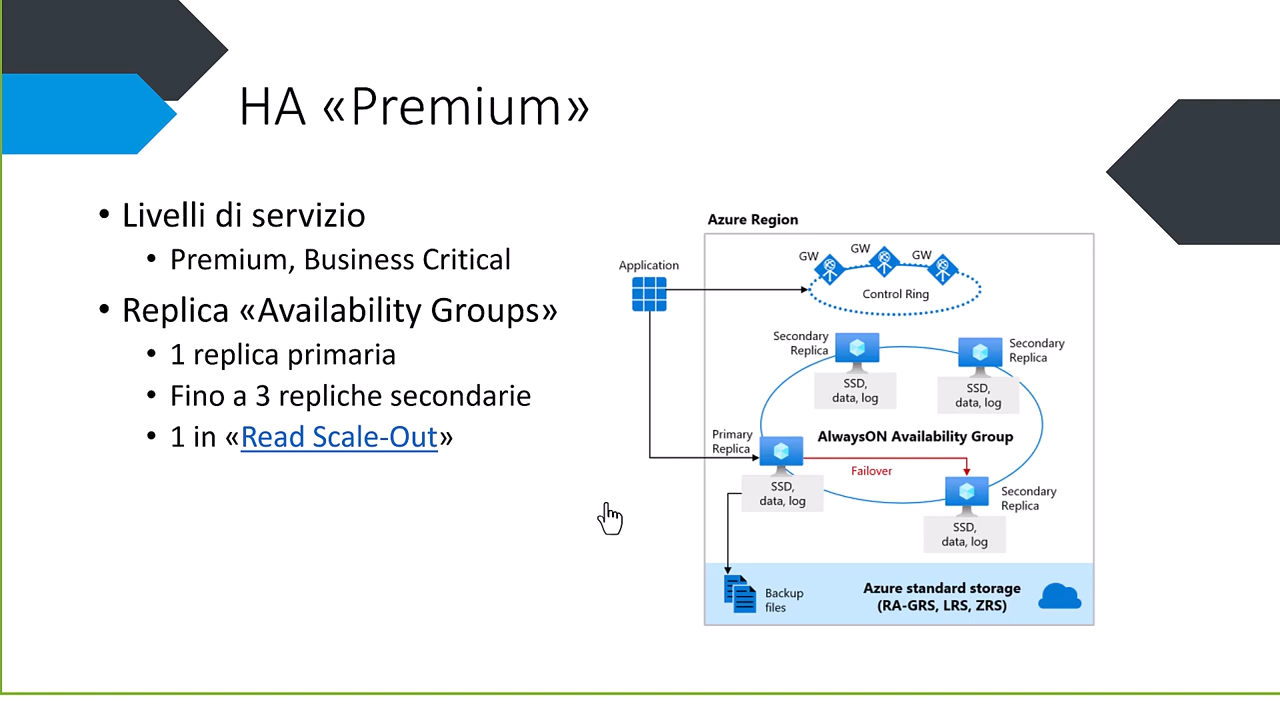 HA «Premium»
• Livelli di servizio
• Premium, Business Critical
• Replica «Availability Groups»
• 1 replica primaria
• Fino a 3 repliche secondarie
• 1 in «Read Scale-Out»
Azure Region
Application
GW
GW
GW
Control Ring
Secondary
Replica
SSD,
data, log
Secondary
Replica
SSD,
data, log
Primary
Replica
SSD,
data, log
AlwaysON Availability Group
Failover
Secondary
Replica
SSD,
data, log
Backup
files
Azure standard storage
(RA-GRS, LRS, ZRS)